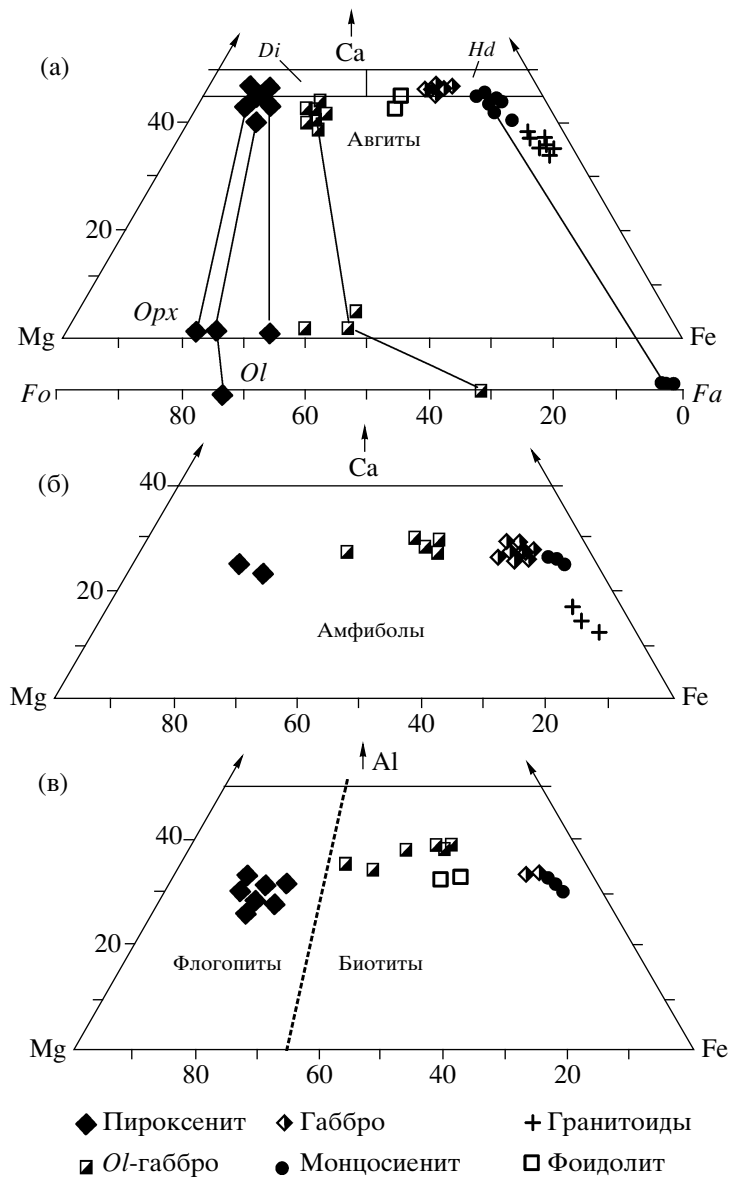 (а)
Di
Ca
Hd
40
Авгиты
20
Opx
Mg
Fe
Ol
Fo
80
60
40
20
0
Fa
Ca
(б)
40
20
Амфиболы
Mg
Fe
80
60
40
20
Al
(в)
40
20
Флогопиты
Биотиты
Mg
Fe
80
60
40
20
Пироксенит
Габбро
Гранитоиды
Ol-габбро
Монцосиенит
Фоидолит